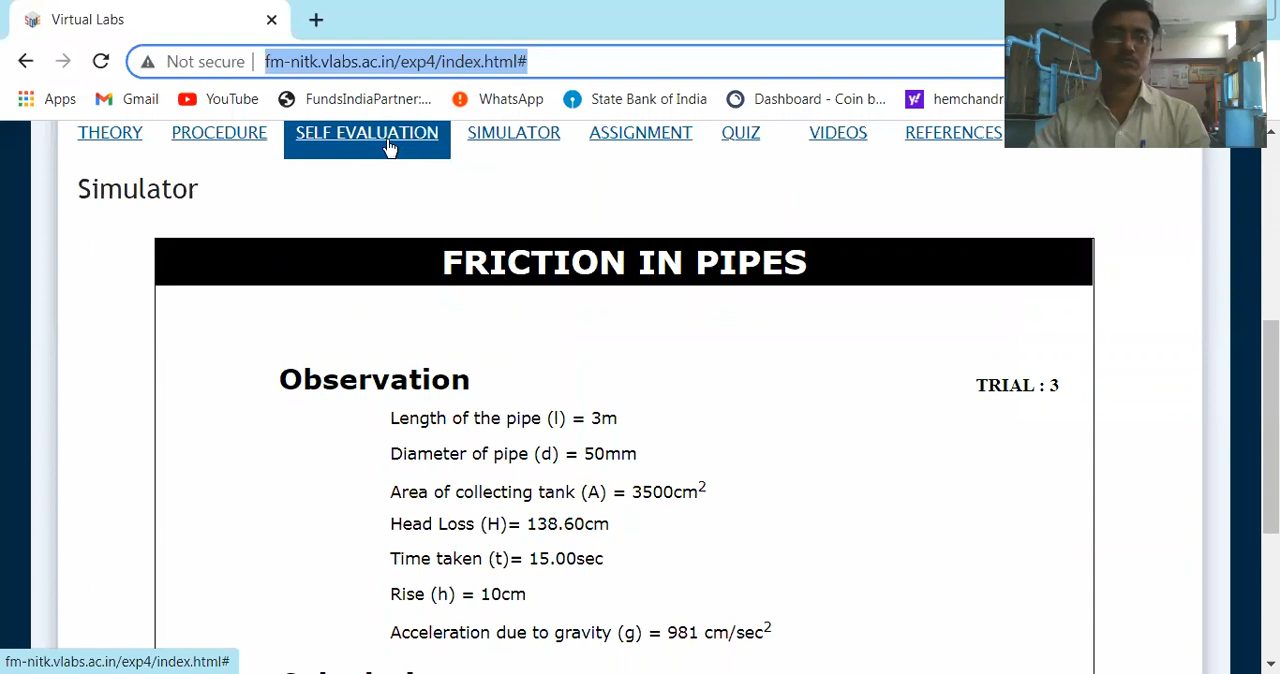 Virtual Labs
Not secure | fm-nitk.vlabs.ac.in/exp4/index.html#
Apps Gmail YouTube FundsIndiaPartner:... WhatsApp State Bank of India Dashboard - Coin b... hemchandr
THEORY PROCEDURE SELF EVALUATION SIMULATOR ASSIGNMENT QUIZ VIDEOS REFERENCES
Simulator
FRICTION IN PIPES
Observation
TRIAL : 3
Length of the pipe (l) = 3m
Diameter of pipe (d) = 50mm
Area of collecting tank (A) = 3500cm²
Head Loss (H)= 138.60cm
Time taken (t)= 15.00sec
Rise (h) = 10cm
Acceleration due to gravity (g) = 981 cm/sec²
fm-nitk.vlabs.ac.in/exp4/index.html#